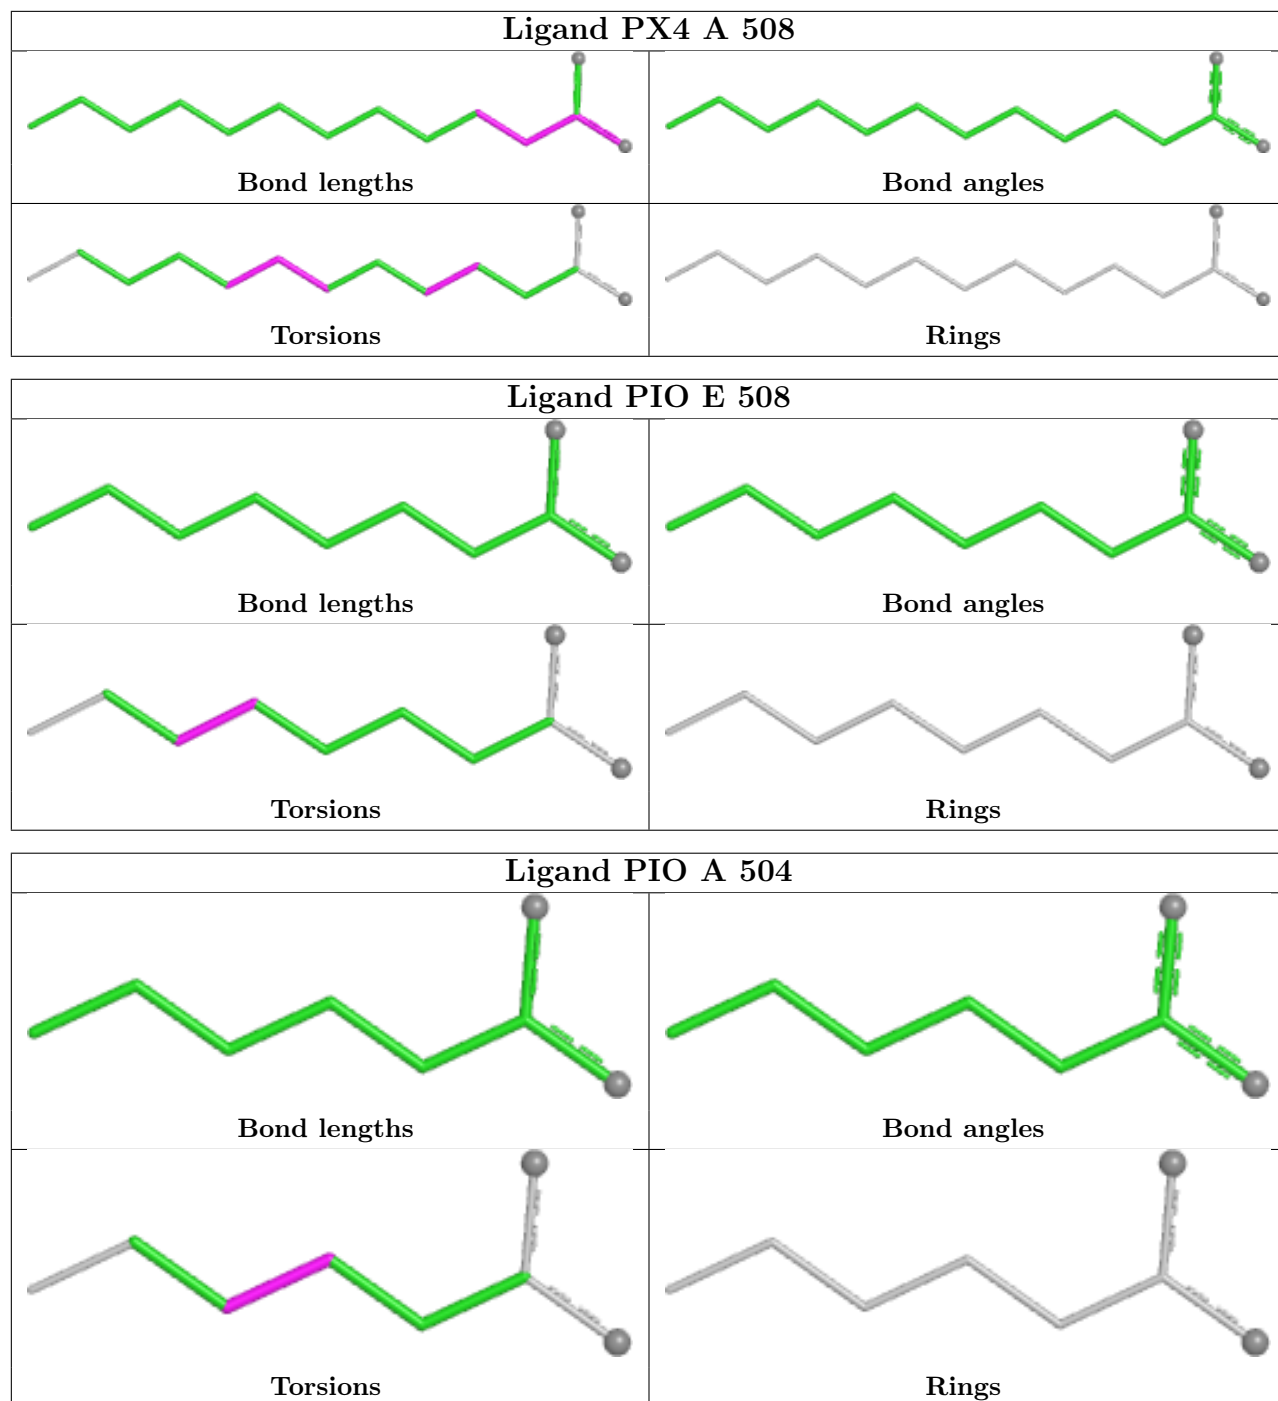 Ligand PX4 A 508
Bond lengths
Bond angles
Torsions
Rings
Ligand PIO E 508
Bond lengths
Bond angles
Torsions
Rings
Ligand PIO A 504
Bond lengths
Bond angles
Torsions
Rings